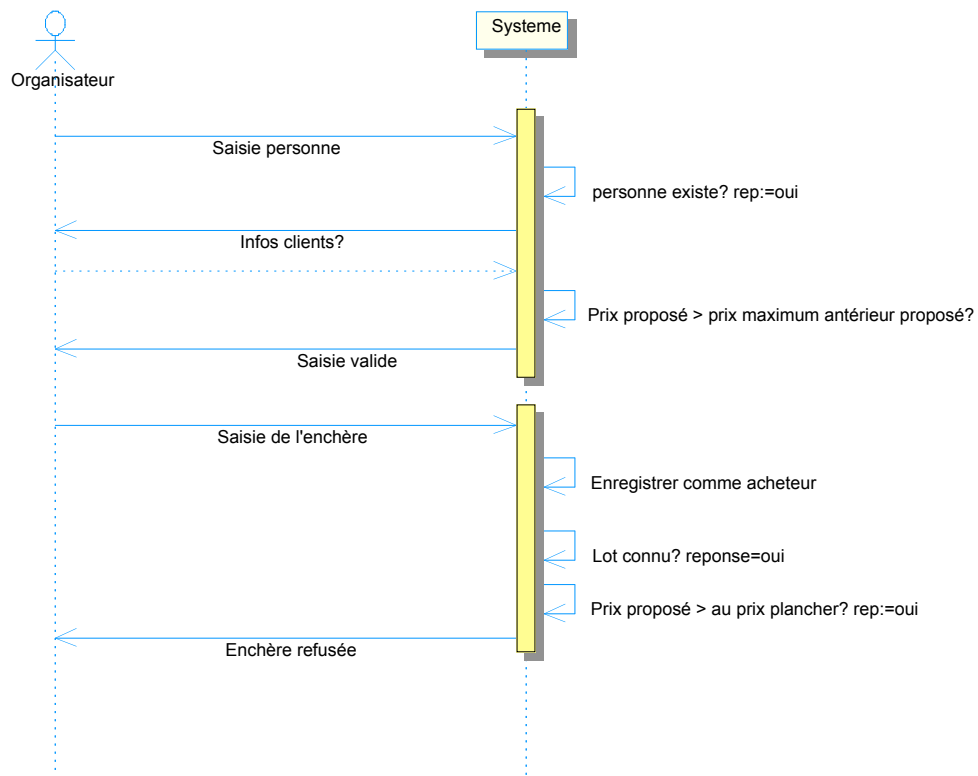 Systeme
Organisateur
Saisie personne
personne existe? rep:=oui
Infos clients?
Prix proposé > prix maximum antérieur proposé?
Saisie valide
Saisie de l'enchère
Enregistrer comme acheteur
Lot connu? reponse=oui
Prix proposé > au prix plancher? rep:=oui
Enchère refusée